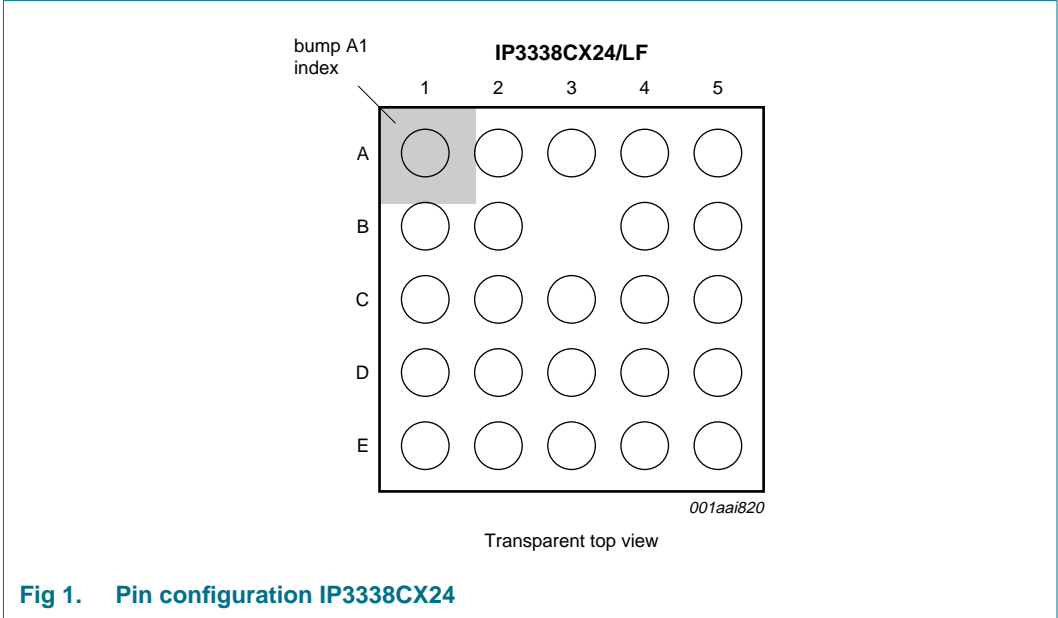 bump A1
index
IP3338CX24/LF
1 2 3 4 5
A
B
C
D
E
001aai820
Transparent top view
Fig 1. Pin configuration IP3338CX24